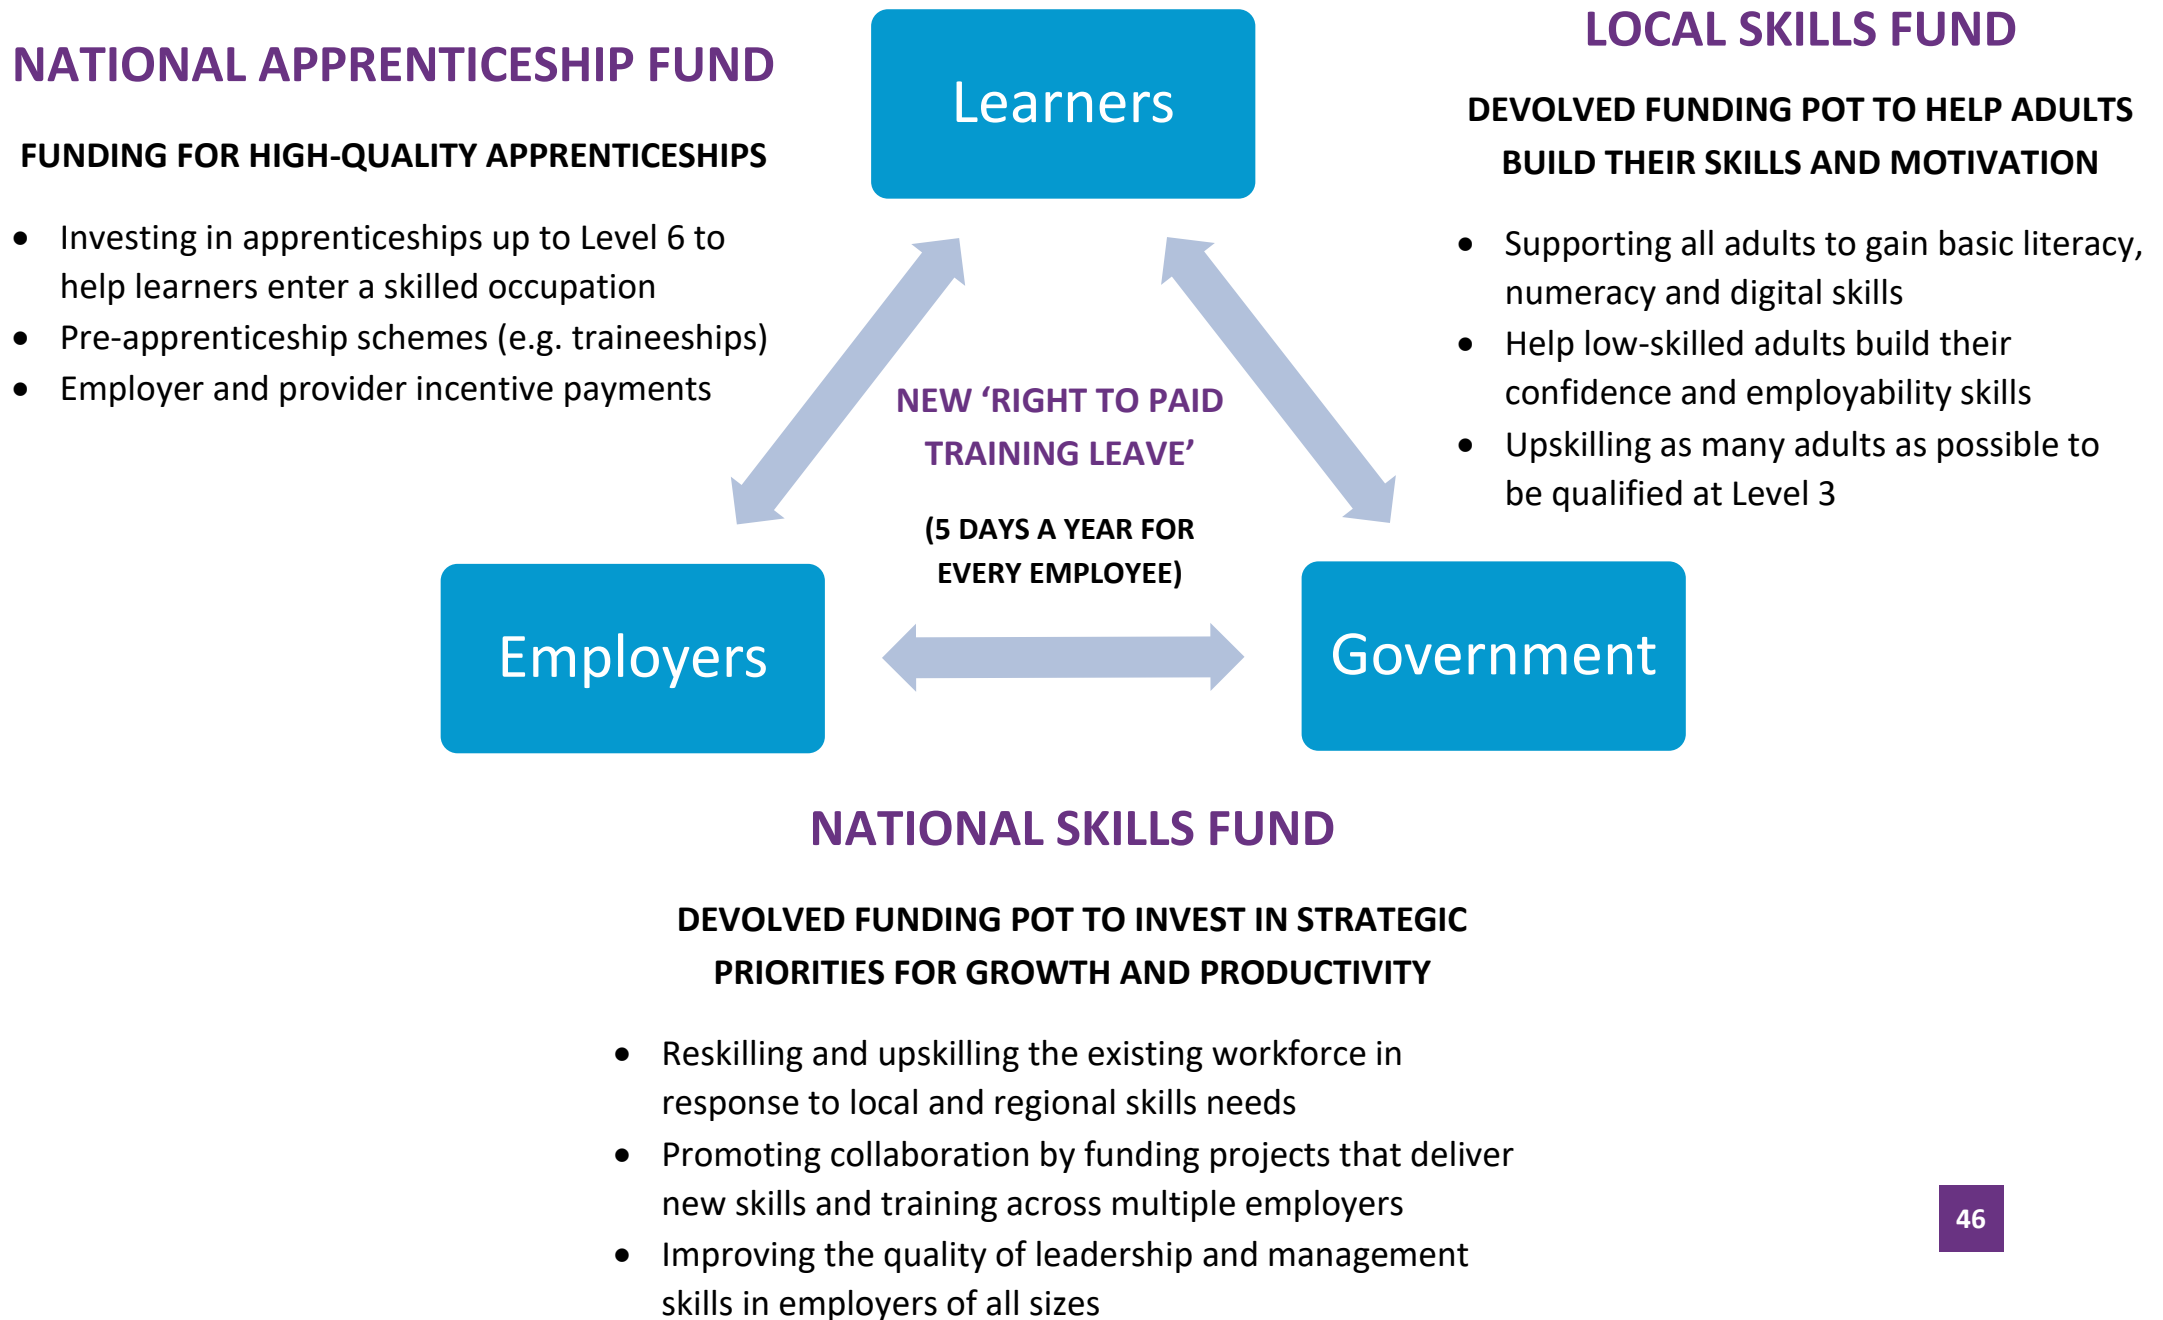 NATIONAL APPRENTICESHIP FUND
FUNDING FOR HIGH-QUALITY APPRENTICESHIPS
• Investing in apprenticeships up to Level 6 to
help learners enter a skilled occupation
• Pre-apprenticeship schemes (e.g. traineeships)
• Employer and provider incentive payments
Learners
LOCAL SKILLS FUND
DEVOLVED FUNDING POT TO HELP ADULTS
BUILD THEIR SKILLS AND MOTIVATION
• Supporting all adults to gain basic literacy,
numeracy and digital skills
• Help low-skilled adults build their
confidence and employability skills
• Upskilling as many adults as possible to
be qualified at Level 3
NEW ‘RIGHT TO PAID
TRAINING LEAVE’
(5 DAYS A YEAR FOR
EVERY EMPLOYEE)
Employers
Government
NATIONAL SKILLS FUND
DEVOLVED FUNDING POT TO INVEST IN STRATEGIC
PRIORITIES FOR GROWTH AND PRODUCTIVITY
• Reskilling and upskilling the existing workforce in
response to local and regional skills needs
• Promoting collaboration by funding projects that deliver
new skills and training across multiple employers
• Improving the quality of leadership and management
skills in employers of all sizes
46